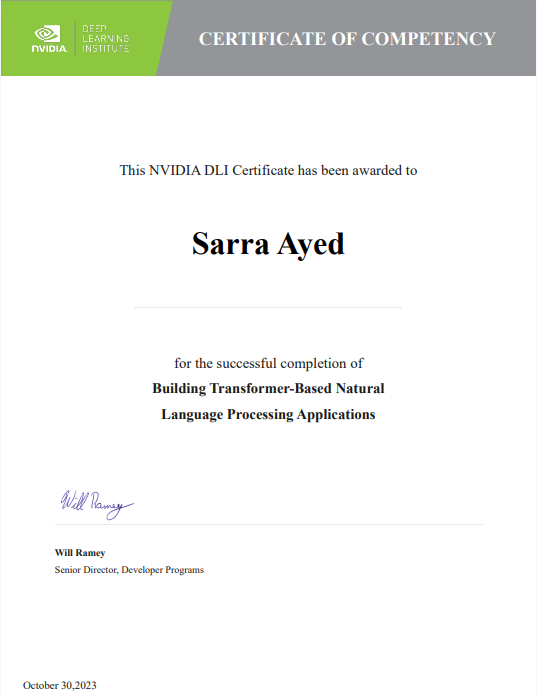 NVIDIA.
DEEP
LEARNING
INSTITUTE
CERTIFICATE OF COMPETENCY
This NVIDIA DLI Certificate has been awarded to
Sarra Ayed
for the successful completion of
Building Transformer-Based Natural
Language Processing Applications
Will Ramey
Will Ramey
Senior Director, Developer Programs
October 30,2023